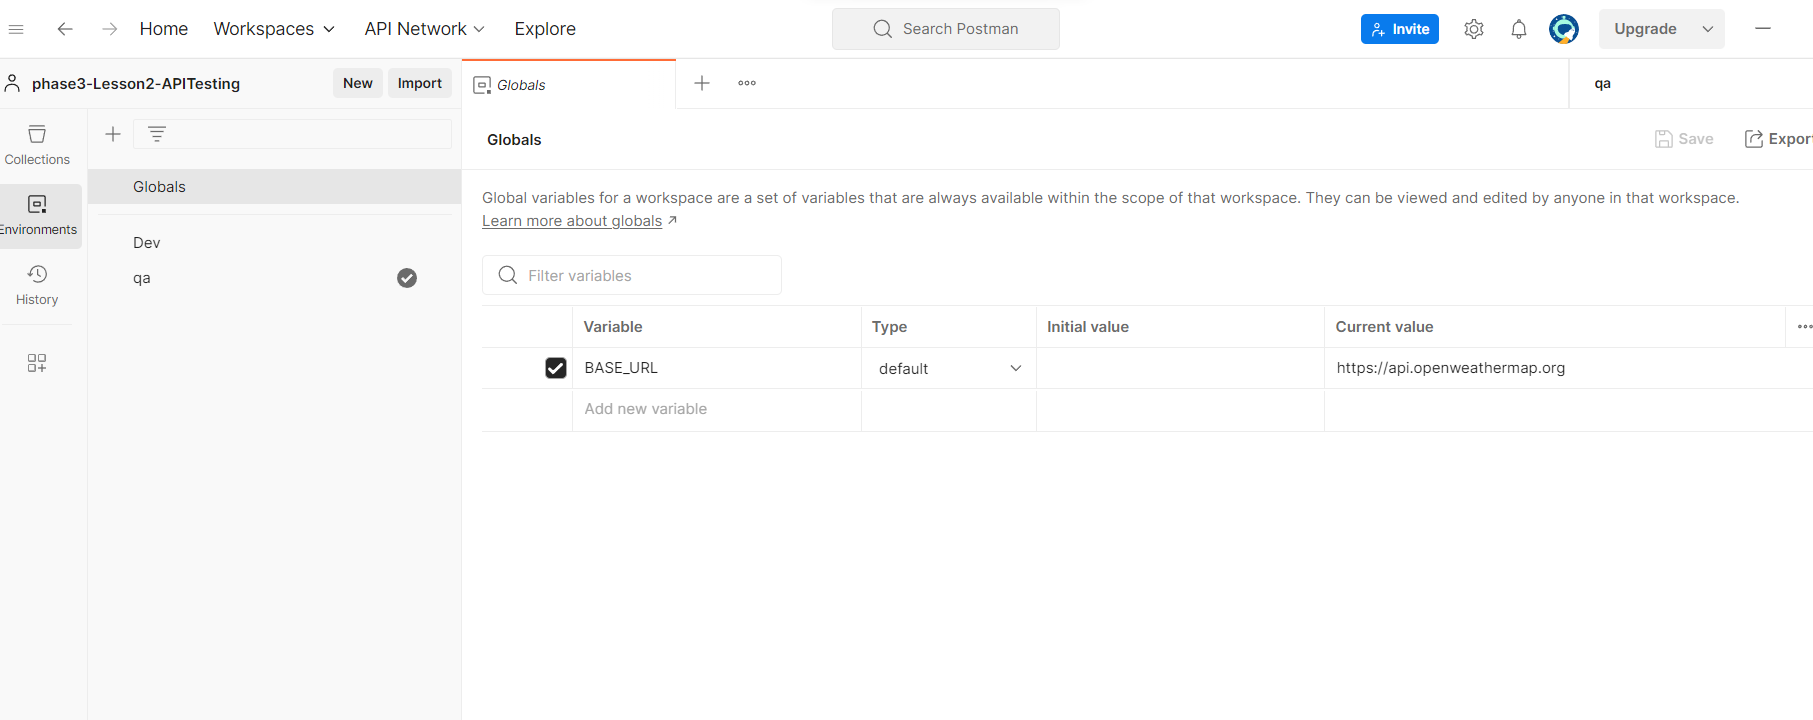 Home Workspaces API Network Explore Search Postman Invite Upgrade
phase3-Lesson2-APITesting New Import Globals qa
Collections
Environments
History
Globals
Dev
qa
Globals Save Export
Global variables for a workspace are a set of variables that are always available within the scope of that workspace. They can be viewed and edited by anyone in that workspace.
Learn more about globals
Filter variables
Variable Type Initial value Current value
BASE_URL default https://api.openweathermap.org
Add new variable